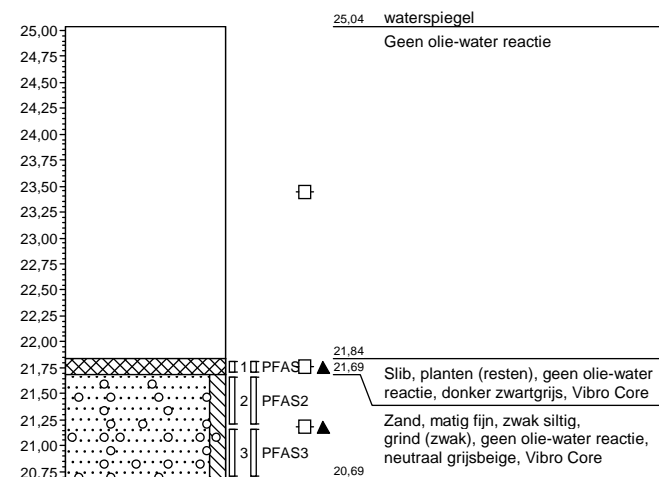 25,04 waterspiegel
Geen olie-water reactie
25,00
24,75
24,50
24,25
24,00
23,75
23,50
23,25
23,00
22,75
22,50
22,25
22,00
21,75
21,50
21,25
21,00
20,75
1 PFAS
2 PFAS2
3 PFAS3
21,84
21,69
Slib, planten (resten), geen olie-water
reactie, donker zwartgrijs, Vibro Core
Zand, matig fijn, zwak siltig,
grind (zwak), geen olie-water reactie,
neutraal grijsbeige, Vibro Core
20,69